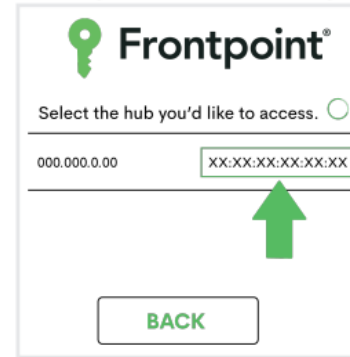 Frontpoint®
Select the hub you'd like to access.
000.000.0.00 XX:XX:XX:XX:XX:XX
BACK